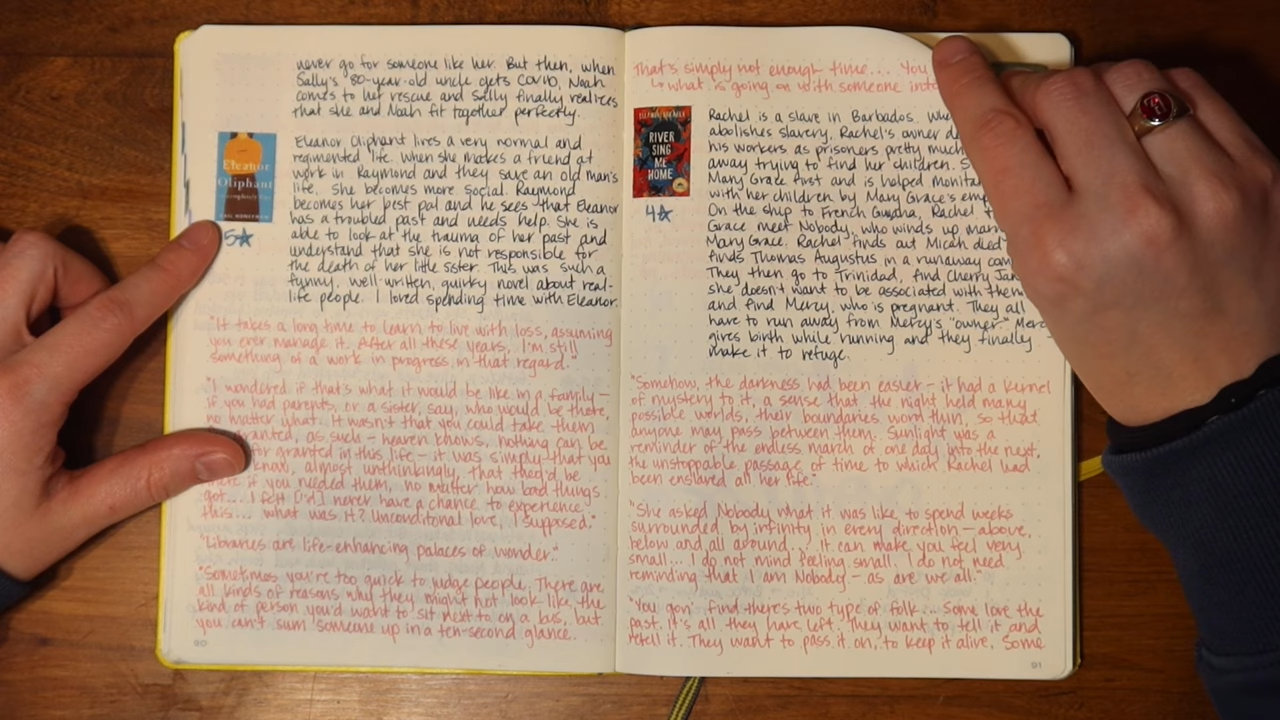 never go for someone like her. But then, when
Sally's 80-year-old uncle gets COVID, Noah
comes to her rescue and Sally finally realizes
that she and Noah fit together perfectly.
Eleanor
Oliphant
Eleanor Oliphant lives a very normal and
regimented life. When she makes a friend at
work in Raymond and they save an old man's
life, she becomes more social. Raymond
becomes her best pal and he sees that Eleanor
has a troubled past and needs help. She is
able to look at the trauma of her past and
understand that she is not responsible for
the death of her little sister. This was such a
funny, well-written, quirky novel about real-
life people. I loved spending time with Eleanor.
5★
"It takes a long time to learn to live with loss, assuming
you ever manage it. After all these years, I'm still
something of a work in progress in that regard."
"I wondered if that's what it would be like in a family—
if you had parents, or a sister, say, who would be there,
no matter what. It wasn't that you could take them
granted, as such – heaven knows, nothing can be
for granted in this life – it was simply that you
know, almost unthinkingly, that they'd be
if you needed them, no matter how bad things
got... I felt [I'd] never have a chance to experience
this... what was it? Unconditional love, I supposed."
"Libraries are life-enhancing palaces of wonder."
"Sometimes you're too quick to judge people. There are
all kinds of reasons why they might not look like the
kind of person you'd want to sit next to on a bus, but
you can't sum someone up in a ten-second glance.
90
That's simply not enough time.... You
what is going on with someone
RIVER
SING
ME
HOME
4★
Rachel is a slave in Barbados.
abolishes slavery, Rachel's owner
his workers as prisoners pretty much
away trying to find her children.
Mary Grace first and is helped
with her children by Mary Grace's
On the ship to French Guiana, Rachel
Grace meet Nobody, who winds up
Mary Grace. Rachel finds out Micah died
finds Thomas Augustus in a runaway
They then go to Trinidad, find Cherry Jane
she doesn't want to be associated with them
and find Mercy, who is pregnant. They all
have to run away from Mercy's "owner."
gives birth while running and they finally
make it to refuge.
"Somehow, the darkness had been easier – it had a kernel
of mystery to it, a sense that the night held many
possible worlds, their boundaries worn thin, so that
anyone may pass between them. Sunlight was a
reminder of the endless march of one day into the next,
the unstoppable passage of time to which Rachel had
been enslaved all her life."
"She asked Nobody what it was like to spend weeks
surrounded by infinity in every direction – above,
below and all around.... It can make you feel very
small... I do not mind feeling small. I do not need
reminding that I am Nobody – as are we all."
"You gon' find there's two type of folk... Some love the
past. It's all they have left. They want to tell it and
retell it. They want to pass it on, to keep it alive. Some
91